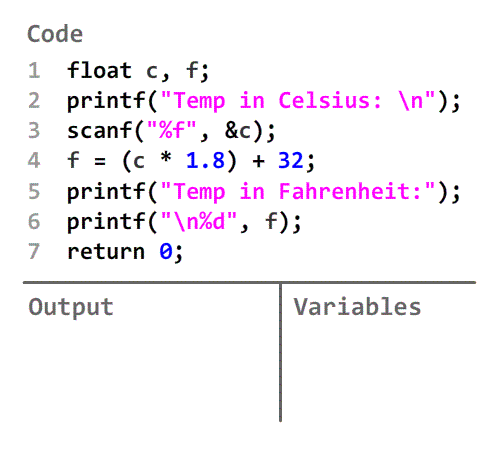 Code
1 float c, f;
2 printf("Temp in Celsius: \n");
3 scanf("%f", &c);
4 f = (c * 1.8) + 32;
5 printf("Temp in Fahrenheit:");
6 printf("\n%d", f);
7 return 0;
Output Variables